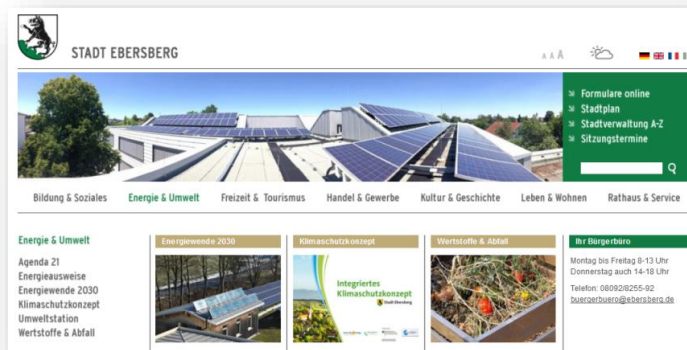 STADT EBERSBERG
A A A
Formulare online
Stadtplan
Stadtverwaltung A-Z
Sitzungstermine
Bildung & Soziales Energie & Umwelt Freizeit & Tourismus Handel & Gewerbe Kultur & Geschichte Leben & Wohnen Rathaus & Service
Energie & Umwelt
Agenda 21
Energieausweise
Energiewende 2030
Klimaschutzkonzept
Umweltstation
Wertstoffe & Abfall
Energiewende 2030
Klimaschutzkonzept
Integriertes
Klimaschutzkonzept
Stadt Ebersberg
Wertstoffe & Abfall
Ihr Bürgerbüro
Montag bis Freitag 8-13 Uhr
Donnerstag auch 14-18 Uhr
Telefon: 08092/8255-92
buergerbuero@ebersberg.de